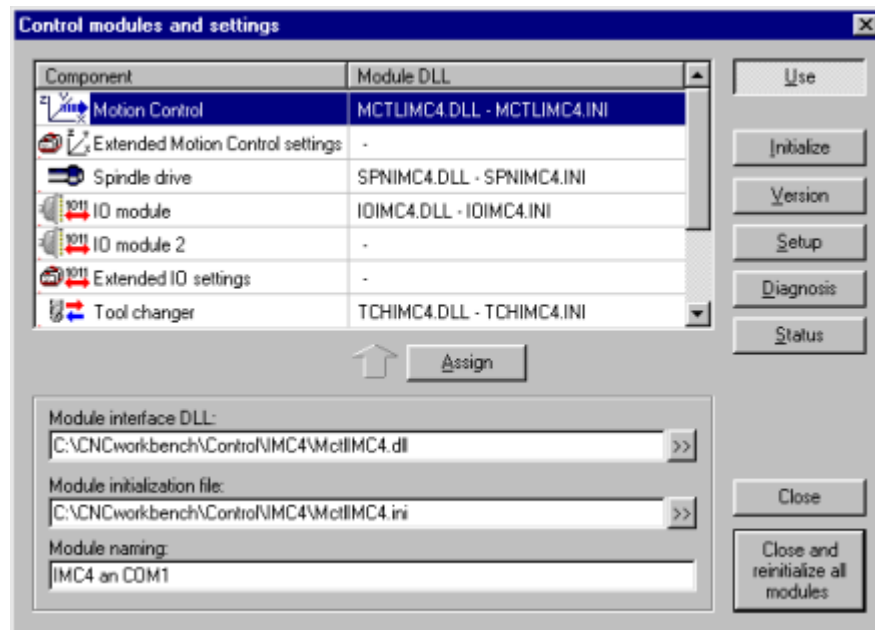 Control modules and settings
Component Module DLL
Motion Control MCTLIMC4.DLL - MCTLIMC4.INI
Extended Motion Control settings -
Spindle drive SPNIMC4.DLL - SPNIMC4.INI
1011 IO module IOIMC4.DLL - IOIMC4.INI
1011 IO module 2 -
1011 Extended IO settings -
Tool changer TCHIMC4.DLL - TCHIMC4.INI
Use
Initialize
Version
Setup
Diagnosis
Status
Assign
Module interface DLL:
C:\CNCworkbench\Control\IMC4\MctlIMC4.dll >>
Module initialization file:
C:\CNCworkbench\Control\IMC4\MctlIMC4.ini >>
Module naming:
IMC4 an COM1
Close
Close and
reinitialize all
modules